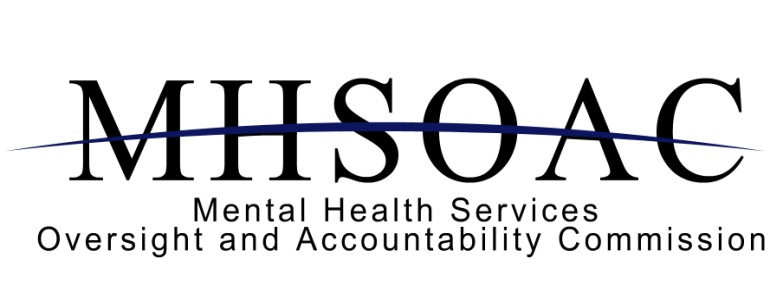 MHSOAC
Mental Health Services
Oversight and Accountability Commission